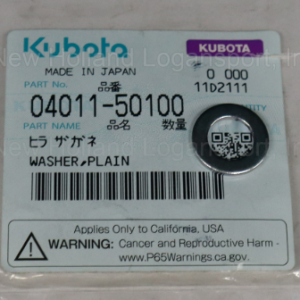 Kubota
KUBOTA
MADE IN JAPAN
0 000
PART NO. 品番
11D2111
04011-50100
PART NAME 品名 数量
ヒラ ザガネ
WASHER,PLAIN
Applies Only to California, USA
WARNING: Cancer and Reproductive Harm -
www.P65Warnings.ca.gov.